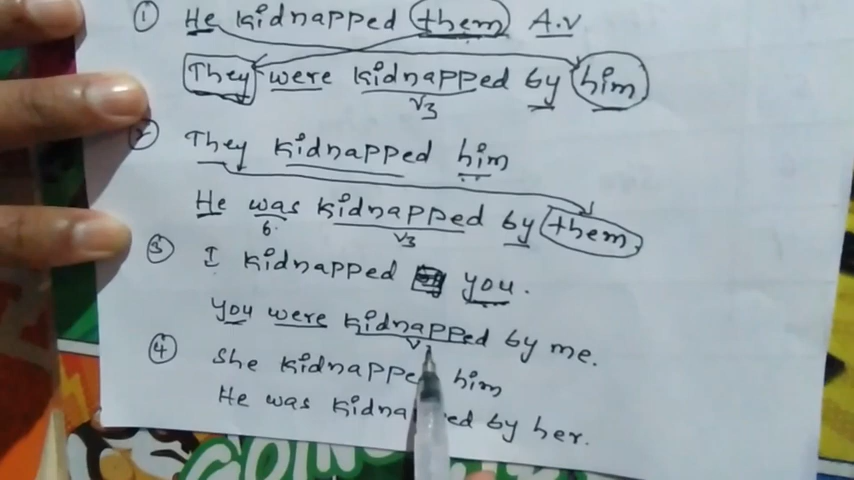 ① He kidnapped them A.V
They were kidnapped by him
V3
② They kidnapped him
He was kidnapped by them
V3
③ I kidnapped you.
you were kidnapped by me.
④ She kidnapped him
He was kidnapped by her.